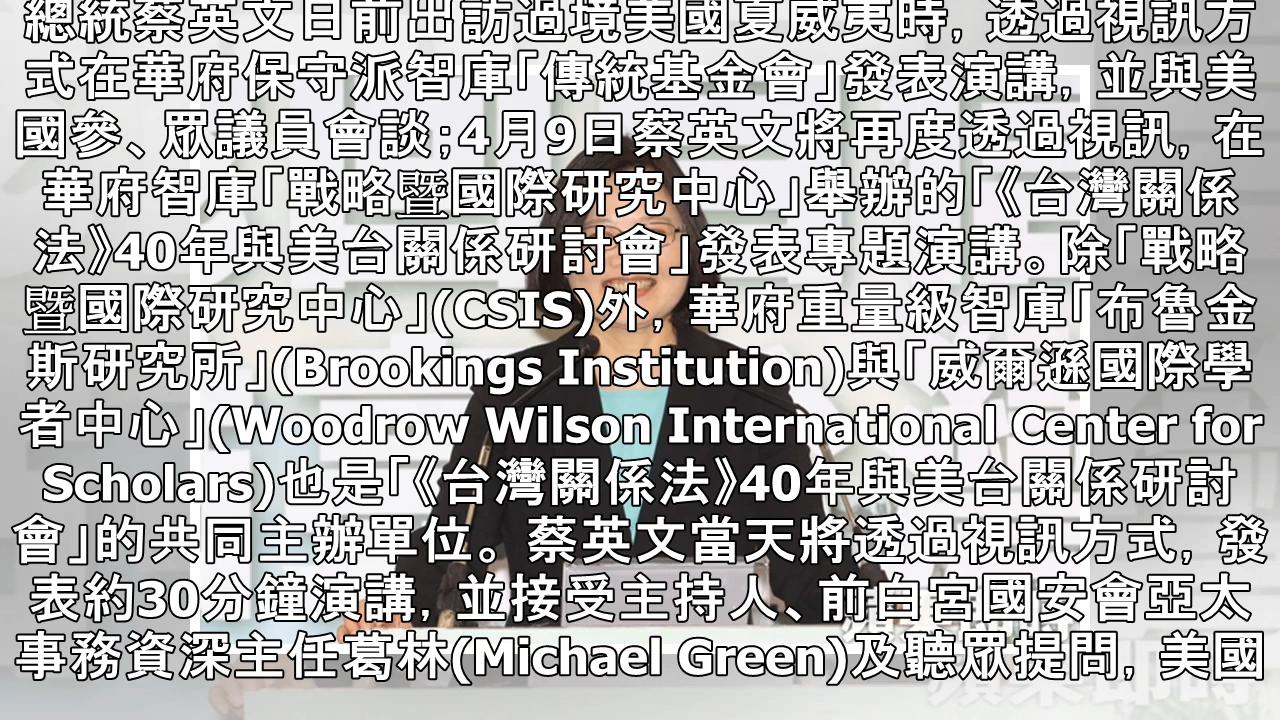 總統蔡英文日前出訪過境美國夏威夷時，透過視訊方
式在華府保守派智庫「傳統基金會」發表演講，並與美
國參、眾議員會談；4月9日蔡英文將再度透過視訊，在
華府智庫「戰略暨國際研究中心」舉辦的「《台灣關係
法》40年與美台關係研討會」發表專題演講。除「戰略
暨國際研究中心」(CSIS)外，華府重量級智庫「布魯金
斯研究所」(Brookings Institution)與「威爾遜國際學
者中心」(Woodrow Wilson International Center for
Scholars)也是「《台灣關係法》40年與美台關係研討
會」的共同主辦單位。蔡英文當天將透過視訊方式，發
表約30分鐘演講，並接受主持人、前白宮國安會亞太
事務資深主任葛林(Michael Green)及聽眾提問，美國
蘋果即時